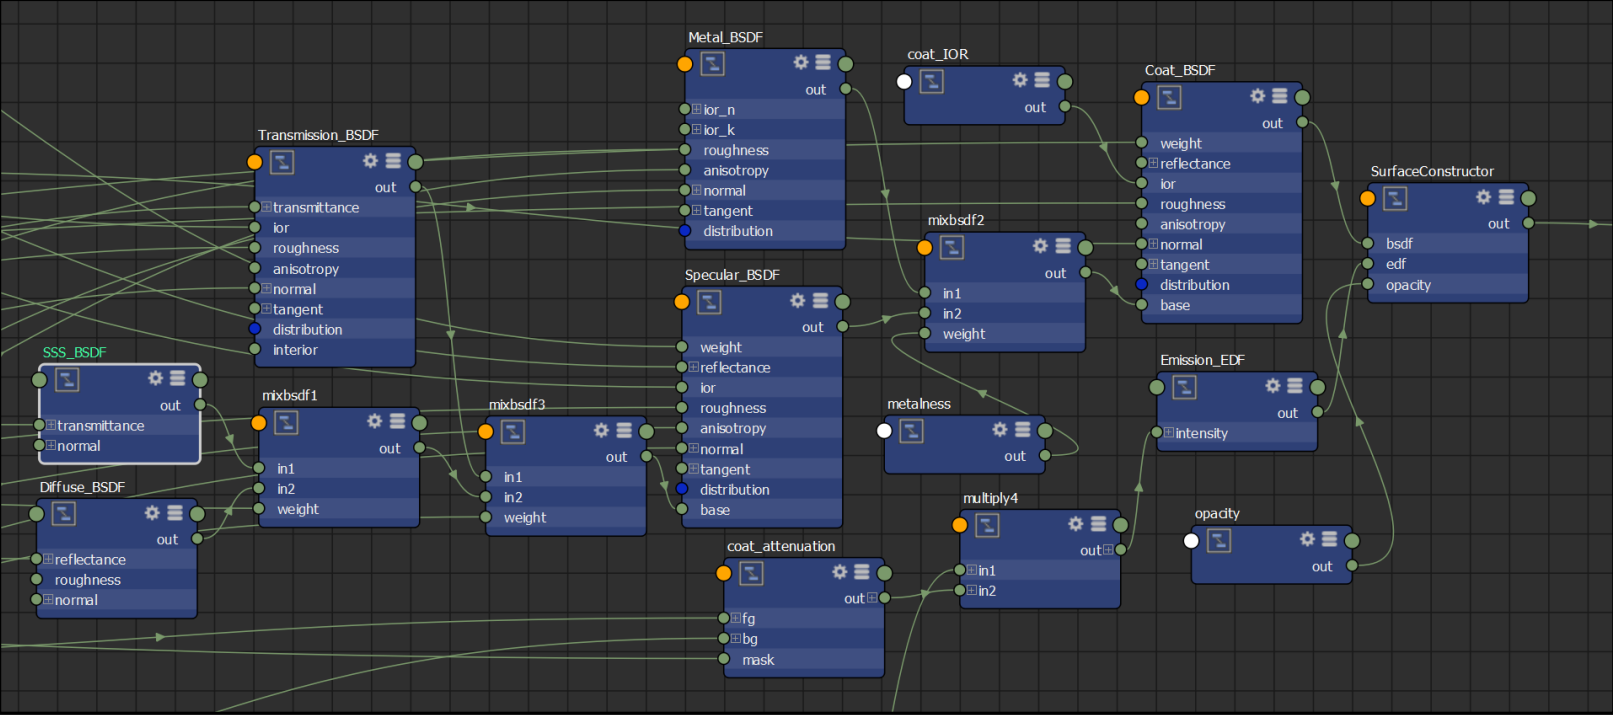 Metal_BSDF
out
ior_n
ior_k
roughness
anisotropy
normal
tangent
distribution
coat_IOR
out
Coat_BSDF
out
weight
reflectance
ior
roughness
anisotropy
normal
tangent
distribution
base
Transmission_BSDF
out
transmittance
ior
roughness
anisotropy
normal
tangent
distribution
interior
SurfaceConstructor
out
bsdf
edf
opacity
mixbsdf2
out
in1
in2
weight
Specular_BSDF
out
weight
reflectance
ior
roughness
anisotropy
normal
tangent
distribution
base
SSS_BSDF
out
transmittance
normal
Emission_EDF
out
intensity
mixbsdf1
out
in1
in2
weight
mixbsdf3
out
in1
in2
weight
metalness
out
Diffuse_BSDF
out
reflectance
roughness
normal
multiply4
out
in1
in2
opacity
out
coat_attenuation
out
fg
bg
mask